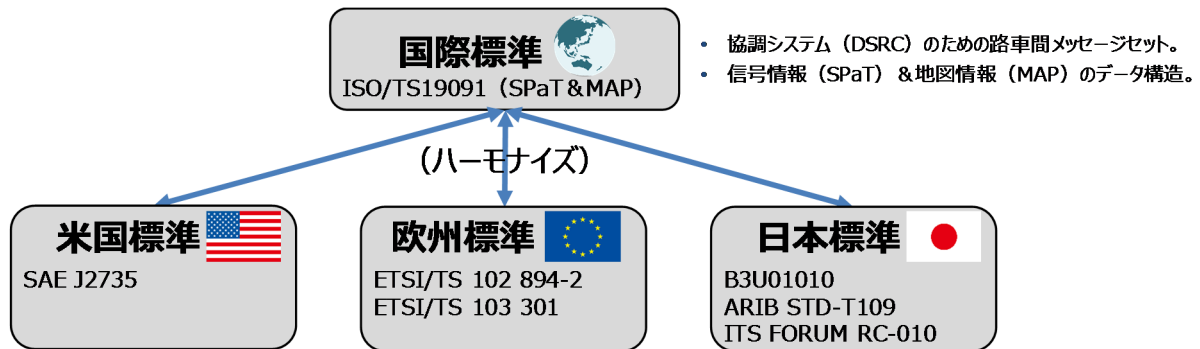 国際標準
ISO/TS19091（SPaT＆MAP）
• 協調システム（DSRC）のための路車間メッセージセット。
• 信号情報（SPaT）＆地図情報（MAP）のデータ構造。
（ハーモナイズ）
米国標準
SAE J2735
欧州標準
ETSI/TS 102 894-2
ETSI/TS 103 301
日本標準
B3U01010
ARIB STD-T109
ITS FORUM RC-010